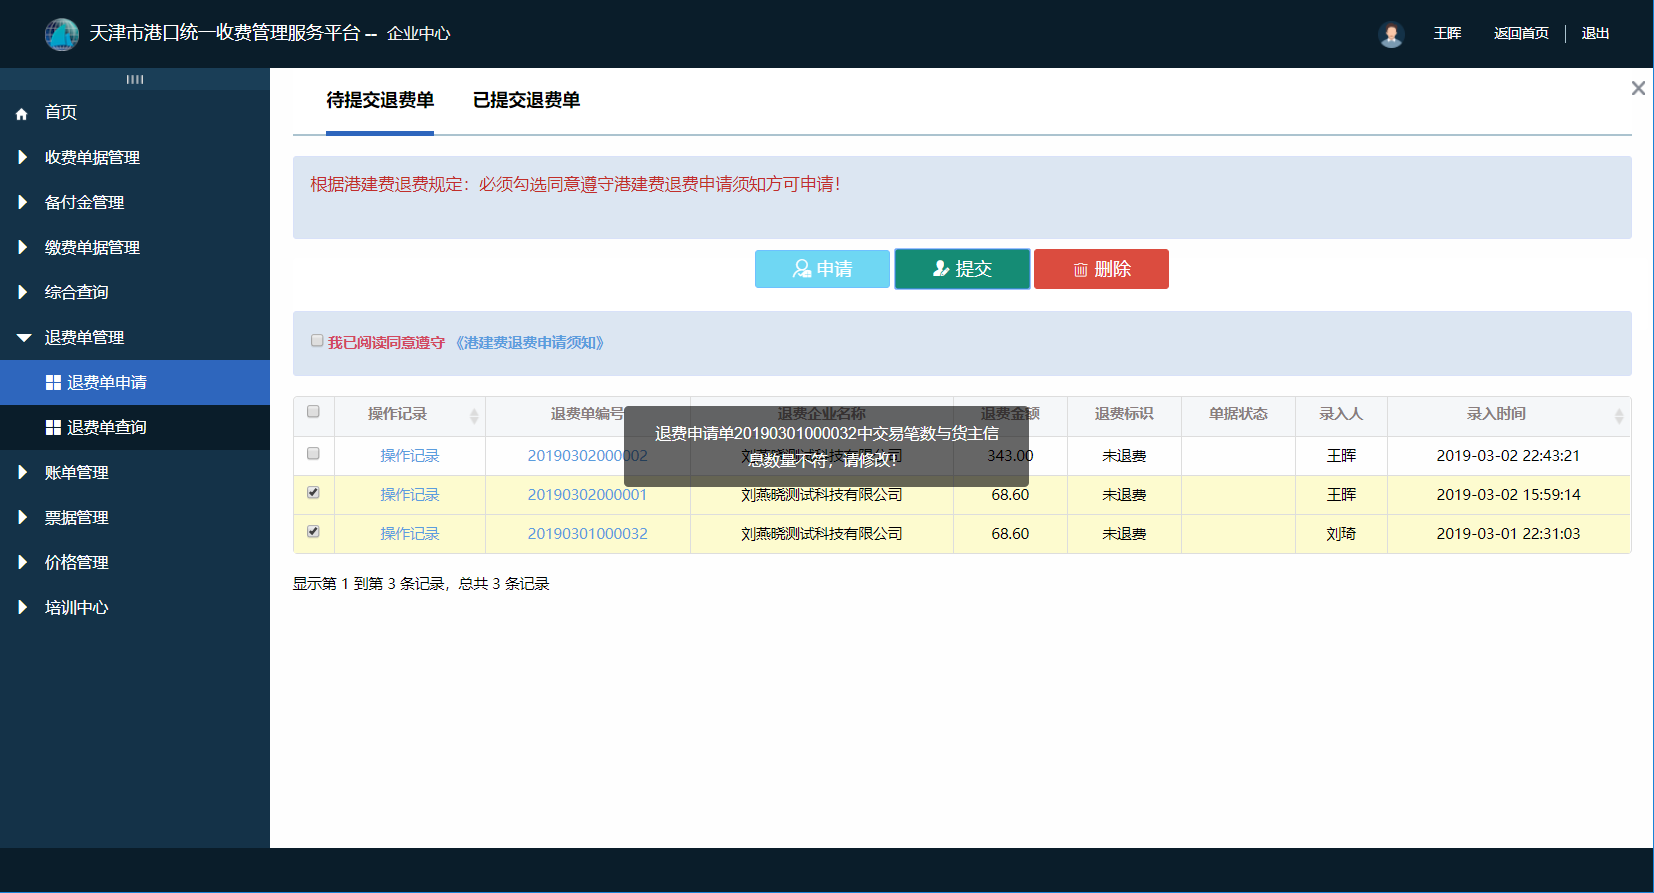 天津市港口统一收费管理服务平台 -- 企业中心
王晖 返回首页 退出
首页
收费单据管理
备付金管理
缴费单据管理
综合查询
退费单管理
退费单申请
退费单查询
账单管理
票据管理
价格管理
培训中心
待提交退费单 已提交退费单
根据港建费退费规定：必须勾选同意遵守港建费退费申请须知方可申请！
申请 提交 删除
我已阅读同意遵守 《港建费退费申请须知》
操作记录 退费单编号 退费企业名称 退费金额 退费标识 单据状态 录入人 录入时间
退费申请单20190301000032中交易笔数与货主信
息数量不符，请修改！
操作记录 20190302000002 刘燕晓测试科技有限公司 343.00 未退费 王晖 2019-03-02 22:43:21
操作记录 20190302000001 刘燕晓测试科技有限公司 68.60 未退费 王晖 2019-03-02 15:59:14
操作记录 20190301000032 刘燕晓测试科技有限公司 68.60 未退费 刘琦 2019-03-01 22:31:03
显示第 1 到第 3 条记录，总共 3 条记录